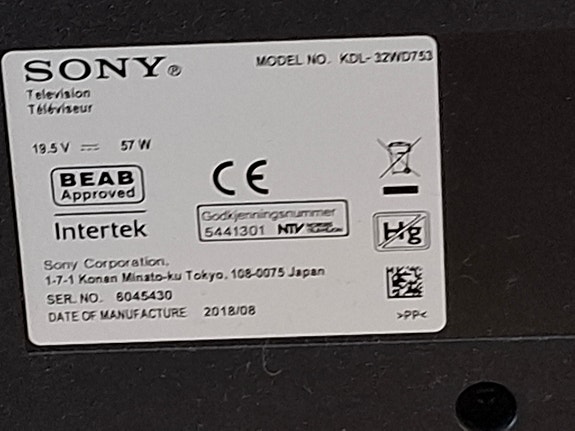 SONY®
MODEL NO. KDL-32WD753
Television
Téléviseur
19.5 V ⎓ 57 W
BEAB
Approved
Intertek
CE
Godkjenningsnummer
5441301 NTV
Hg
Sony Corporation,
1-7-1 Konan Minato-ku Tokyo, 108-0075 Japan
SER. NO. 6045430
DATE OF MANUFACTURE 2018/08
>PP<